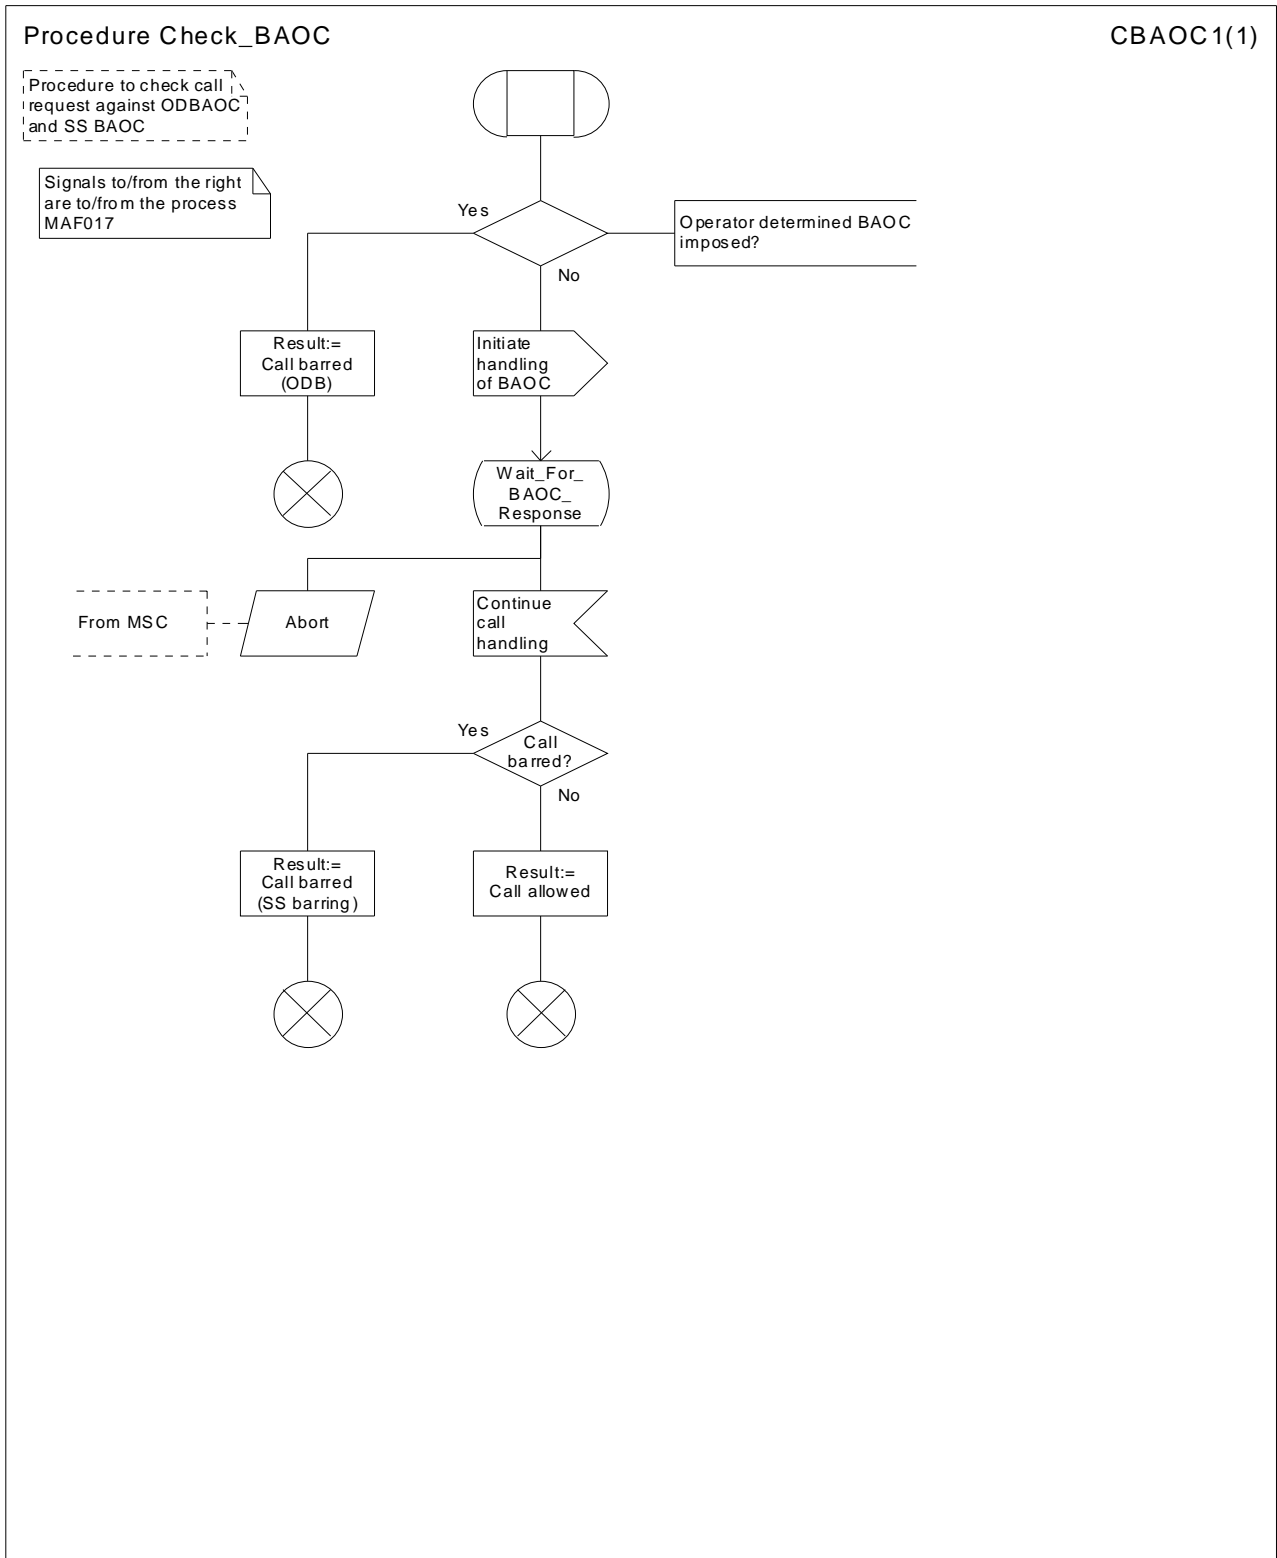 Procedure Check_BAOC
CBAOC1(1)
Procedure to check call
request against ODBAOC
and SS BAOC
Signals to/from the right
are to/from the process
MAF017
Yes
Operator determined BAOC
imposed?
No
Result:=
Call barred
(ODB)
Initiate
handling
of BAOC
Wait_For_
BAOC_
Response
From MSC
Abort
Continue
call
handling
Yes
Call
barred?
No
Result:=
Call barred
(SS barring)
Result:=
Call allowed